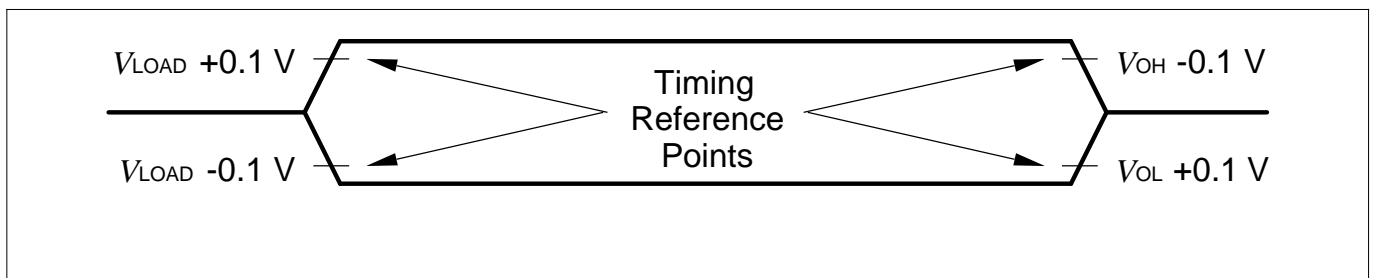 VLOAD +0.1 V
VLOAD -0.1 V
Timing
Reference
Points
VOH -0.1 V
VOL +0.1 V